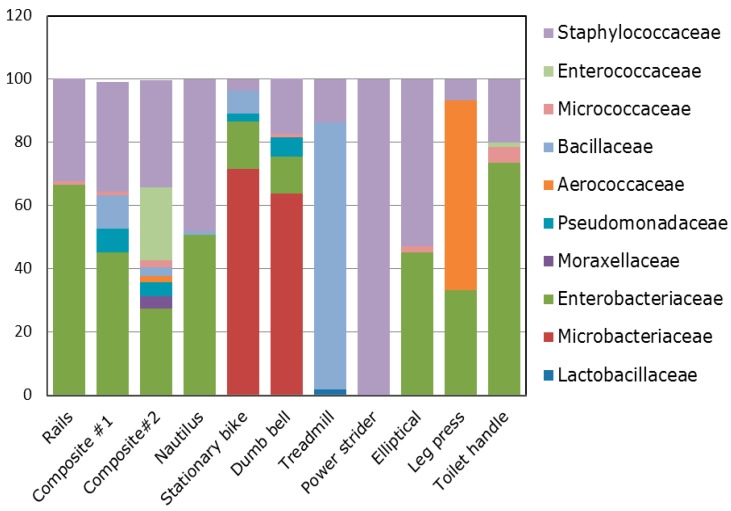 120
100
80
60
40
20
0
Rails
Composite #1
Composite#2
Nautilus
Stationary bike
Dumb bell
Treadmill
Power strider
Elliptical
Leg press
Toilet handle
Staphylococcaceae
Enterococcaceae
Micrococcaceae
Bacillaceae
Aerococcaceae
Pseudomonadaceae
Moraxellaceae
Enterobacteriaceae
Microbacteriaceae
Lactobacillaceae